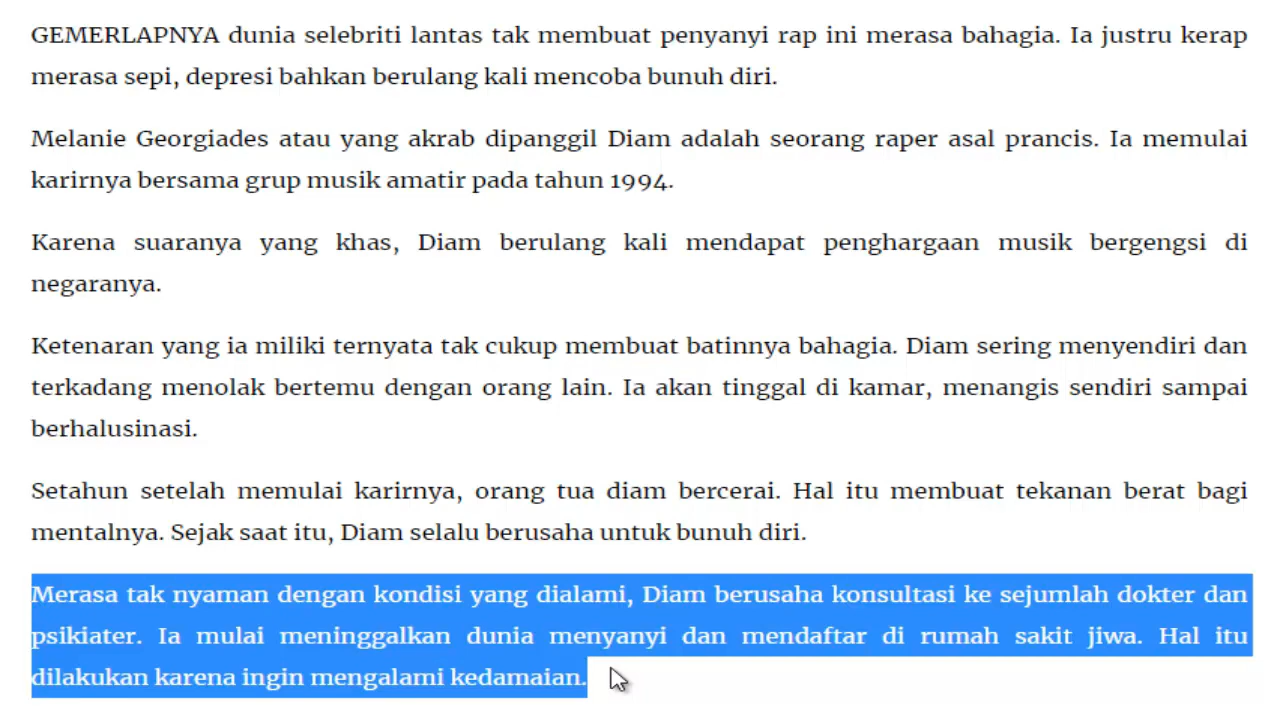 GEMERLAPNYA dunia selebriti lantas tak membuat penyanyi rap ini merasa bahagia. Ia justru kerap
merasa sepi, depresi bahkan berulang kali mencoba bunuh diri.
Melanie Georgiades atau yang akrab dipanggil Diam adalah seorang raper asal prancis. Ia memulai
karirnya bersama grup musik amatir pada tahun 1994.
Karena suaranya yang khas, Diam berulang kali mendapat penghargaan musik bergengsi di
negaranya.
Ketenaran yang ia miliki ternyata tak cukup membuat batinnya bahagia. Diam sering menyendiri dan
terkadang menolak bertemu dengan orang lain. Ia akan tinggal di kamar, menangis sendiri sampai
berhalusinasi.
Setahun setelah memulai karirnya, orang tua diam bercerai. Hal itu membuat tekanan berat bagi
mentalnya. Sejak saat itu, Diam selalu berusaha untuk bunuh diri.
Merasa tak nyaman dengan kondisi yang dialami, Diam berusaha konsultasi ke sejumlah dokter dan
psikiater. Ia mulai meninggalkan dunia menyanyi dan mendaftar di rumah sakit jiwa. Hal itu
dilakukan karena ingin mengalami kedamaian.